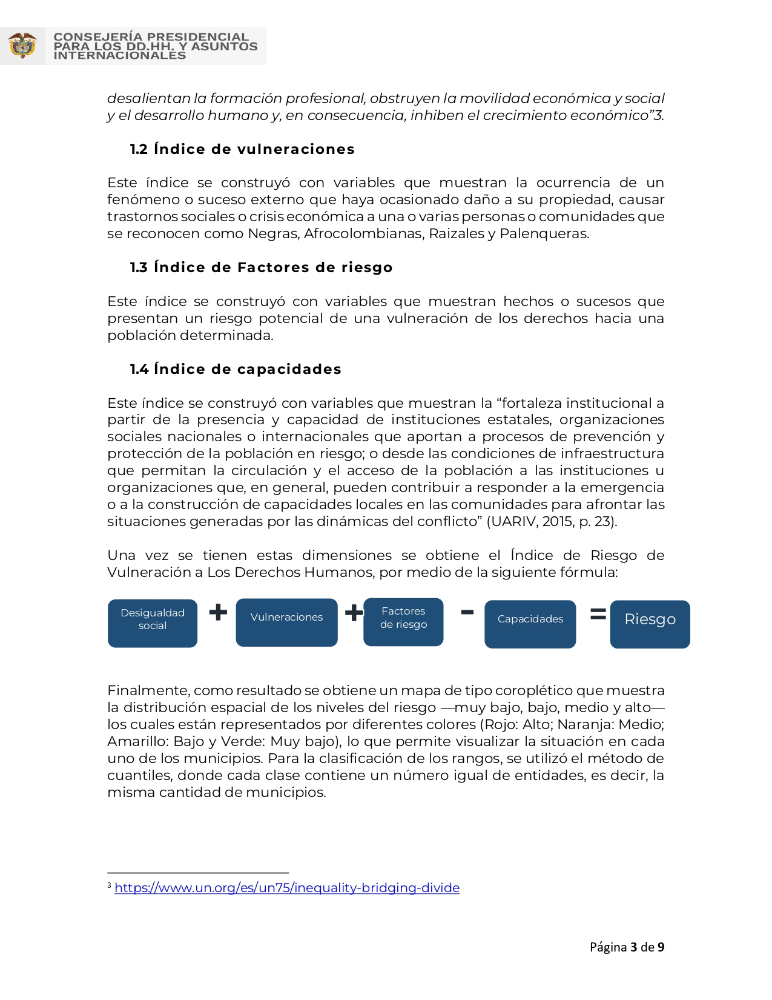 CONSEJERÍA PRESIDENCIAL
PARA LOS DD.HH. Y ASUNTOS
INTERNACIONALES
desalientan la formación profesional, obstruyen la movilidad económica y social
y el desarrollo humano y, en consecuencia, inhiben el crecimiento económico”3.
1.2 Índice de vulneraciones
Este índice se construyó con variables que muestran la ocurrencia de un
fenómeno o suceso externo que haya ocasionado daño a su propiedad, causar
trastornos sociales o crisis económica a una o varias personas o comunidades que
se reconocen como Negras, Afrocolombianas, Raizales y Palenqueras.
1.3 Índice de Factores de riesgo
Este índice se construyó con variables que muestran hechos o sucesos que
presentan un riesgo potencial de una vulneración de los derechos hacia una
población determinada.
1.4 Índice de capacidades
Este índice se construyó con variables que muestran la “fortaleza institucional a
partir de la presencia y capacidad de instituciones estatales, organizaciones
sociales nacionales o internacionales que aportan a procesos de prevención y
protección de la población en riesgo; o desde las condiciones de infraestructura
que permitan la circulación y el acceso de la población a las instituciones u
organizaciones que, en general, pueden contribuir a responder a la emergencia
o a la construcción de capacidades locales en las comunidades para afrontar las
situaciones generadas por las dinámicas del conflicto” (UARIV, 2015, p. 23).
Una vez se tienen estas dimensiones se obtiene el Índice de Riesgo de
Vulneración a Los Derechos Humanos, por medio de la siguiente fórmula:
Desigualdad
social
+
Vulneraciones
+
Factores
de riesgo
-
Capacidades
=
Riesgo
Finalmente, como resultado se obtiene un mapa de tipo coroplético que muestra
la distribución espacial de los niveles del riesgo —muy bajo, bajo, medio y alto—
los cuales están representados por diferentes colores (Rojo: Alto; Naranja: Medio;
Amarillo: Bajo y Verde: Muy bajo), lo que permite visualizar la situación en cada
uno de los municipios. Para la clasificación de los rangos, se utilizó el método de
cuantiles, donde cada clase contiene un número igual de entidades, es decir, la
misma cantidad de municipios.
3 https://www.un.org/es/un75/inequality-bridging-divide
Página 3 de 9